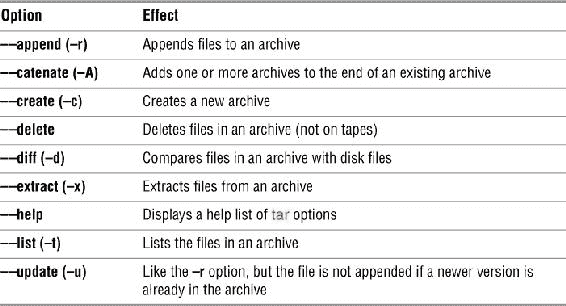 Option Effect
––append (–r) Appends files to an archive
––catenate (–A) Adds one or more archives to the end of an existing archive
––create (–c) Creates a new archive
––delete Deletes files in an archive (not on tapes)
––diff (–d) Compares files in an archive with disk files
––extract (–x) Extracts files from an archive
––help Displays a help list of tar options
––list (–t) Lists the files in an archive
––update (–u) Like the –r option, but the file is not appended if a newer version is
already in the archive